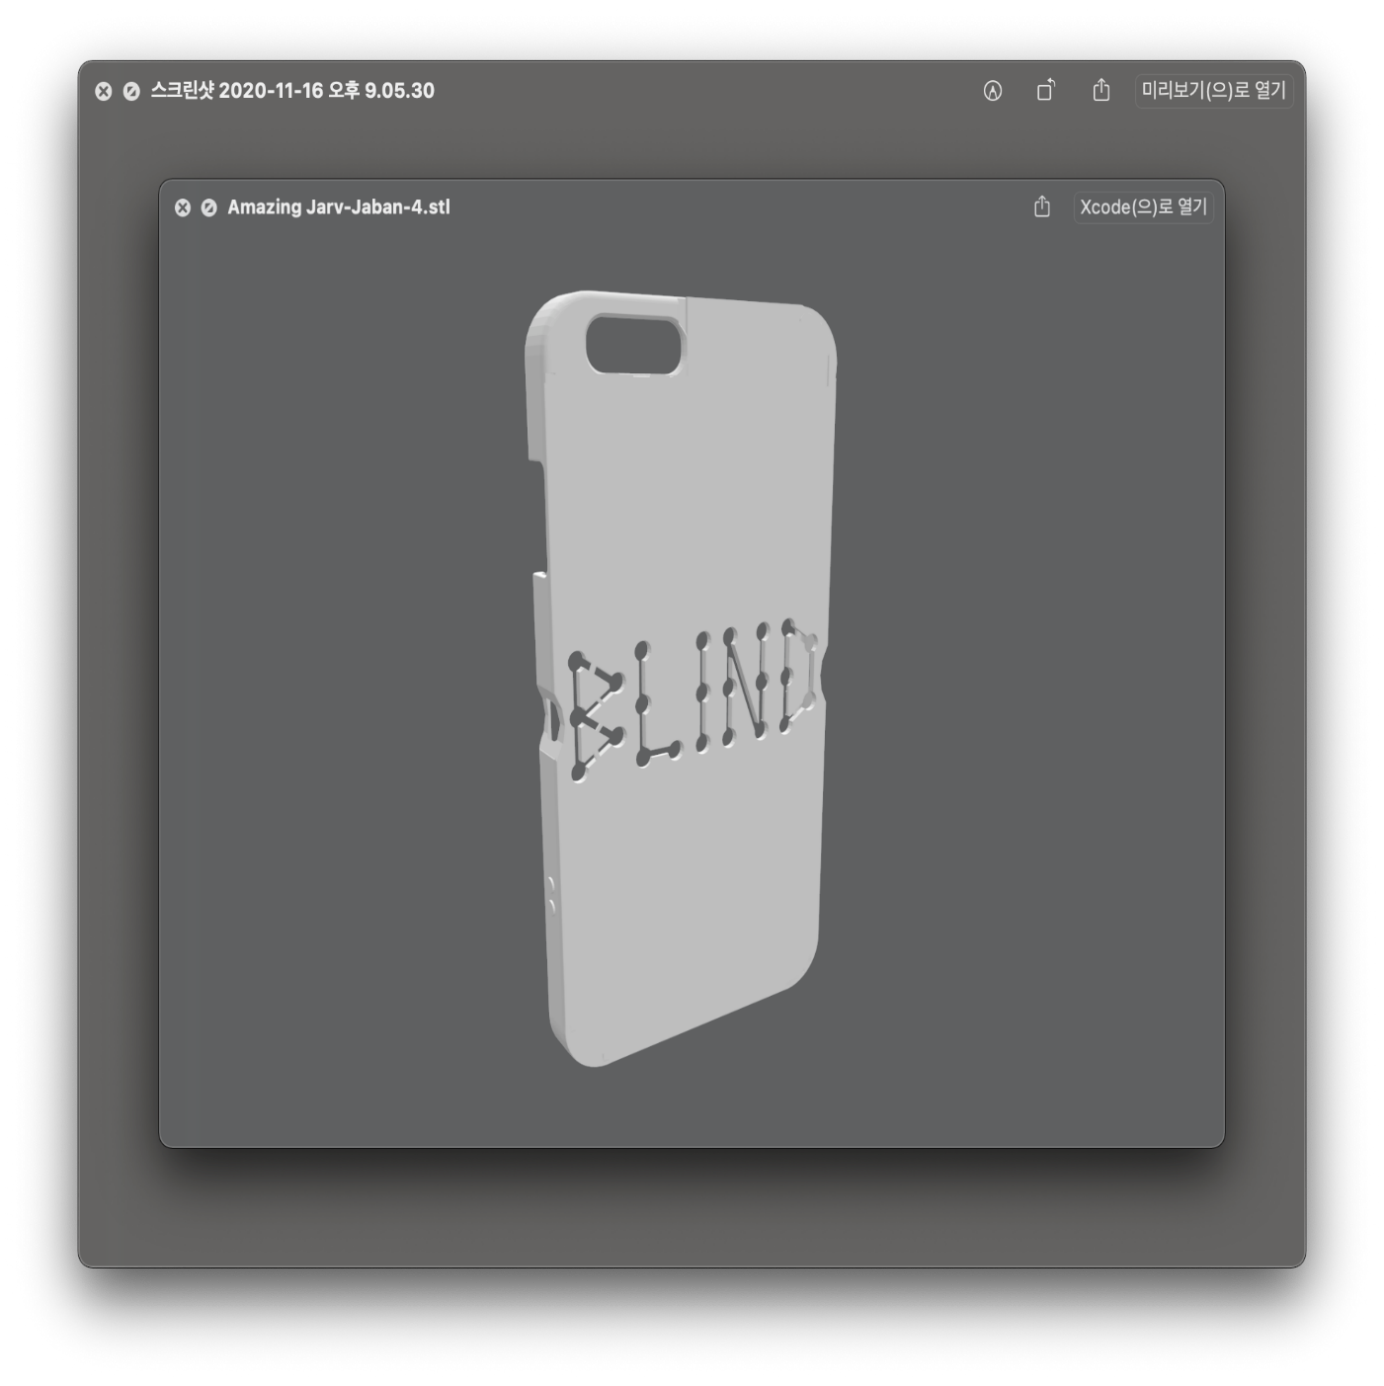 스크린샷 2020-11-16 오후 9.05.30
미리보기(으)로 열기
Amazing Jarv-Jaban-4.stl
Xcode(으)로 열기
BLIND